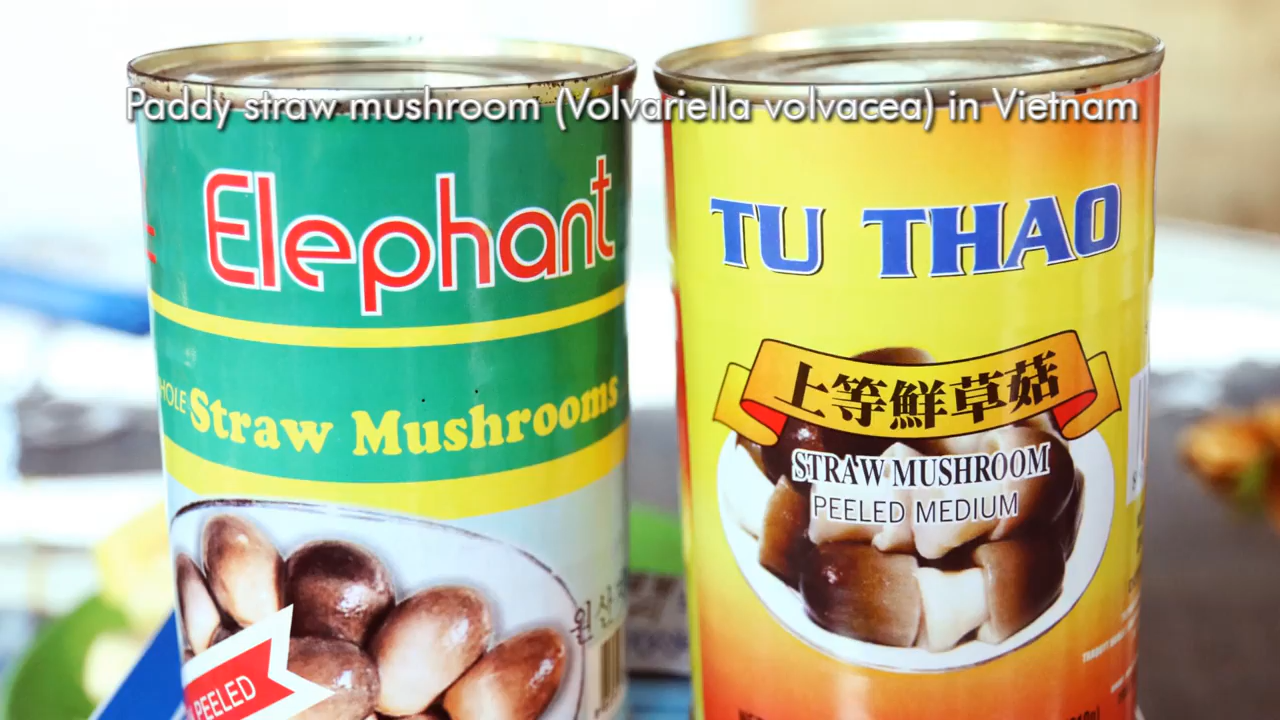 Paddy straw mushroom (Volvariella volvacea) in Vietnam
Elephant
Straw Mushrooms
PEELED
TU THAO
上等鮮草菇
STRAW MUSHROOM
PEELED MEDIUM